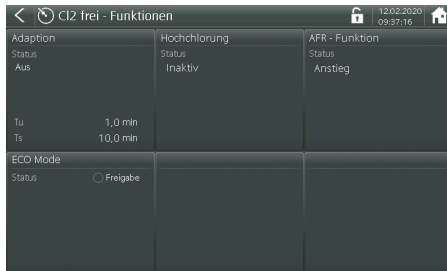 Cl2 frei - Funktionen
12.02.2020
09:37:16
Adaption
Status
Aus
Tu 1,0 min
Ts 10,0 min
Hochchlorung
Status
Inaktiv
AFR - Funktion
Status
Anstieg
ECO Mode
Status Freigabe